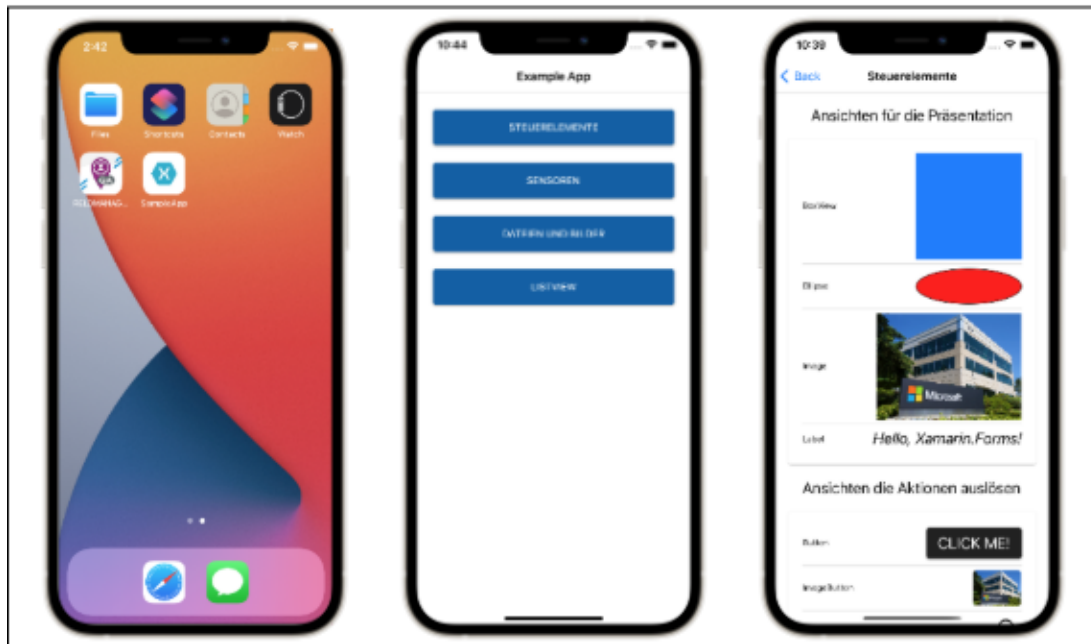 2:42
Files
Shortcuts
Contacts
Watch
SampleApp
10:44
Example App
STEUERELEMENTE
SENSOREN
DATEIEN UND BILDER
LISTVIEW
10:39
Back
Steuerelemente
Ansichten für die Präsentation
BoxView
Ellipse
Image
Microsoft
Label
Hello, Xamarin.Forms!
Ansichten die Aktionen auslösen
Button
CLICK ME!
ImageButton